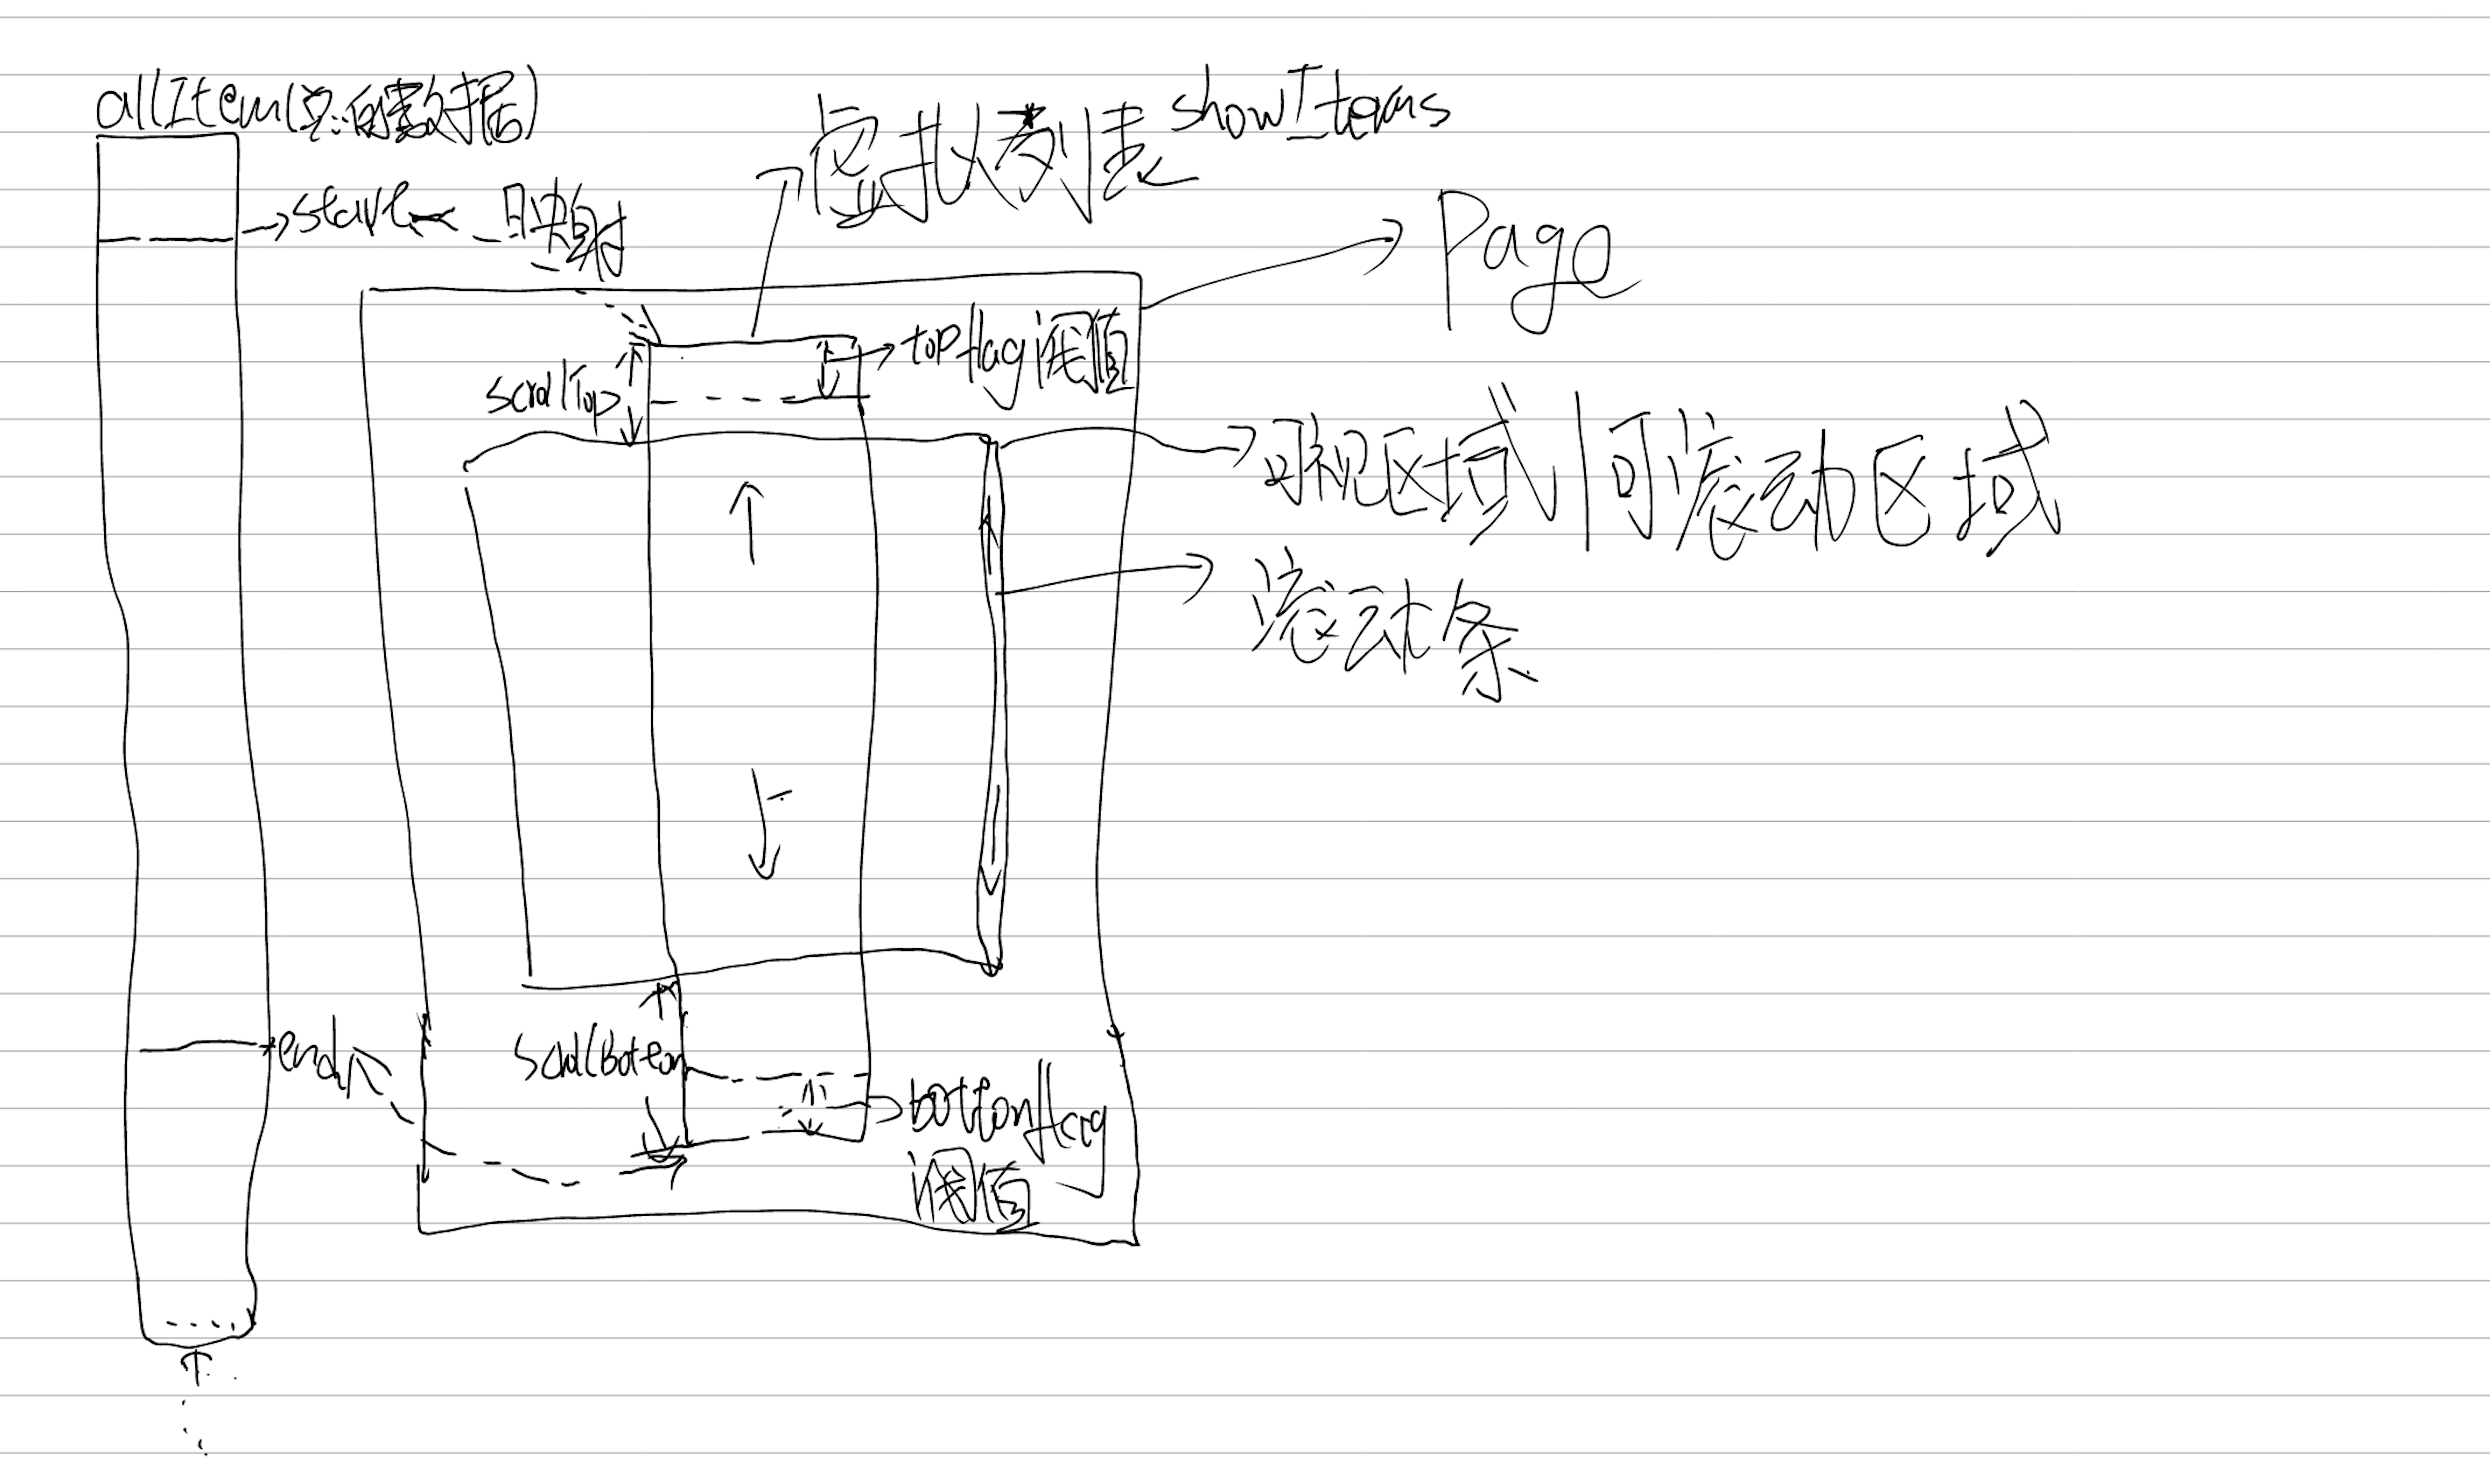 allItem(总的数据)
start
映射
虚拟列表 showItems
Page
topflag阈值
scrollTop
可视区域/可滚动区域
滚动条
end
scrollBottom
bottomflag
阈值